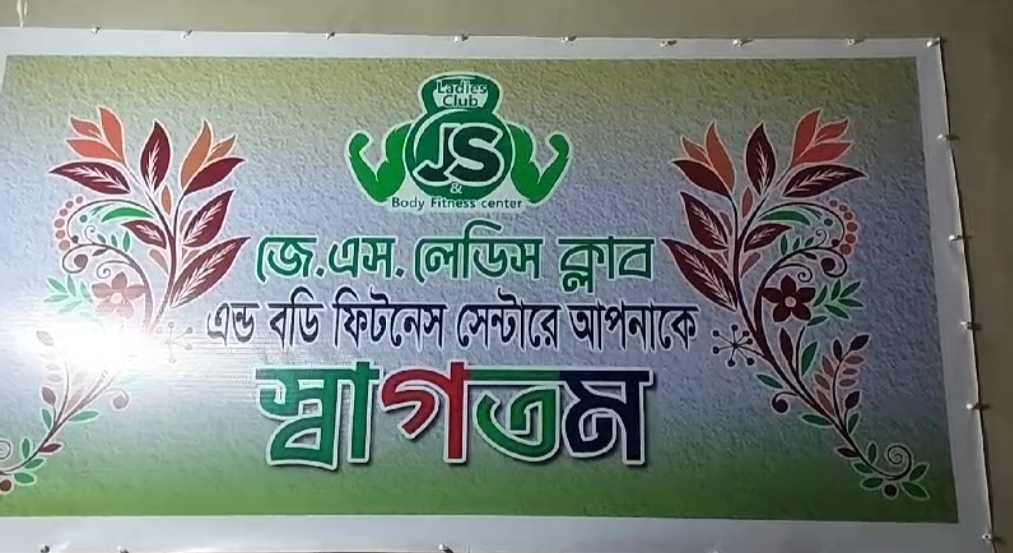 Ladies
Club
JS
&
Body Fitness center
জে.এস. লেডিস ক্লাব
এন্ড বডি ফিটনেস সেন্টারে আপনাকে
স্বাগতম